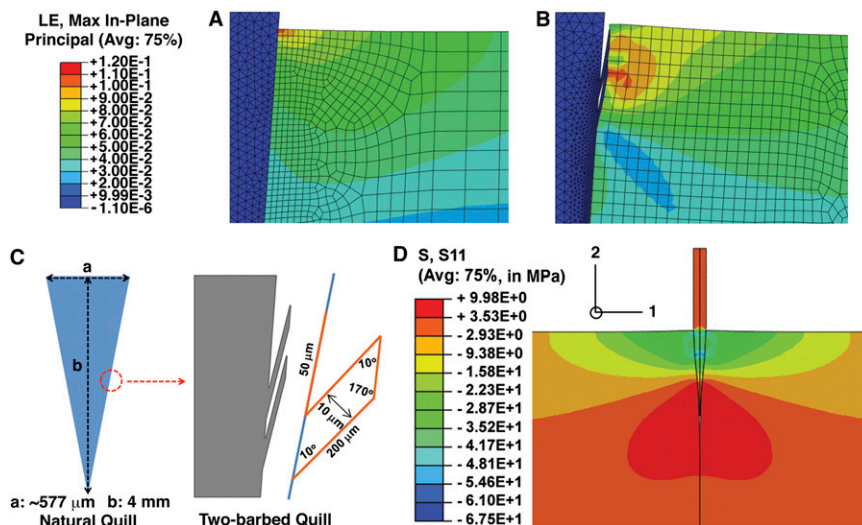 LE, Max In-Plane
Principal (Avg: 75%)
+1.20E-1
+1.10E-1
+1.00E-1
+9.00E-2
+8.00E-2
+7.00E-2
+6.00E-2
+5.00E-2
+4.00E-2
+3.00E-2
+2.00E-2
+9.99E-3
-1.10E-6
A
B
C
a
b
a: ~577 μm b: 4 mm
Natural Quill
50 μm
10°
170°
10 μm
200 μm
10°
Two-barbed Quill
D
S, S11
(Avg: 75%, in MPa)
+ 9.98E+0
+ 3.53E+0
- 2.93E+0
- 9.38E+0
- 1.58E+1
- 2.23E+1
- 2.87E+1
- 3.52E+1
- 4.17E+1
- 4.81E+1
- 5.46E+1
- 6.10E+1
- 6.75E+1
2
1